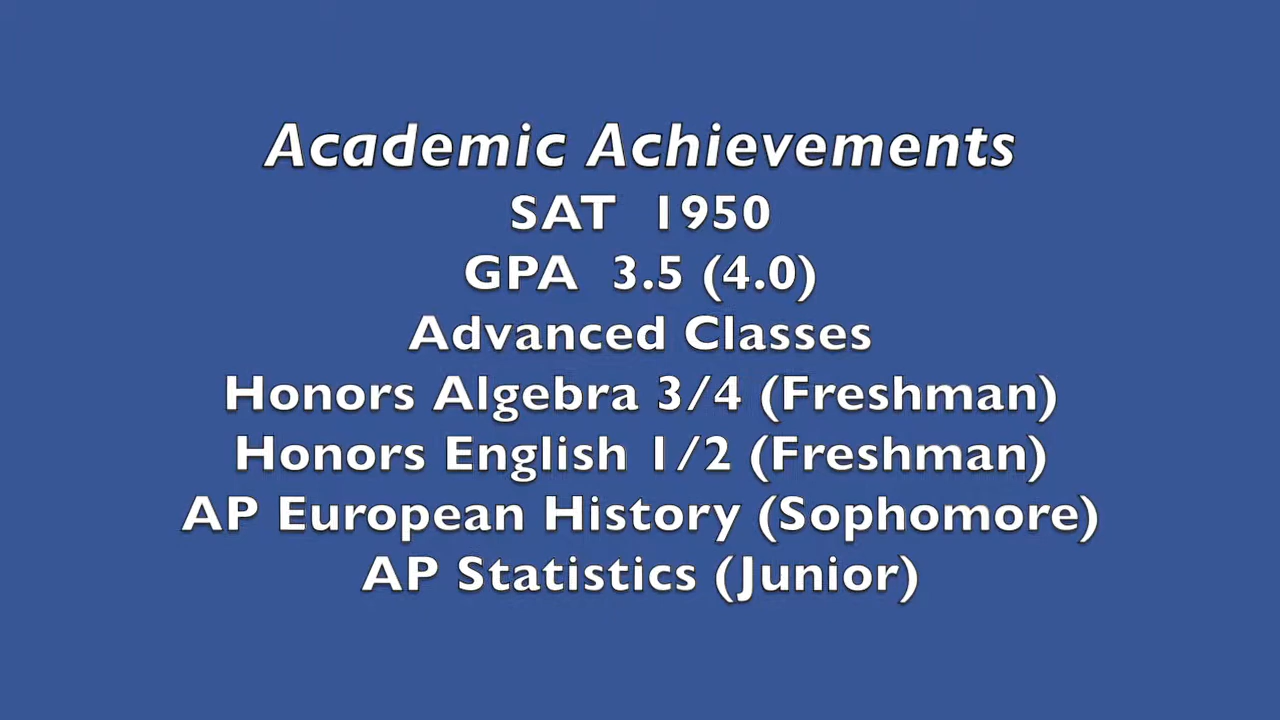 Academic Achievements
SAT 1950
GPA 3.5 (4.0)
Advanced Classes
Honors Algebra 3/4 (Freshman)
Honors English 1/2 (Freshman)
AP European History (Sophomore)
AP Statistics (Junior)